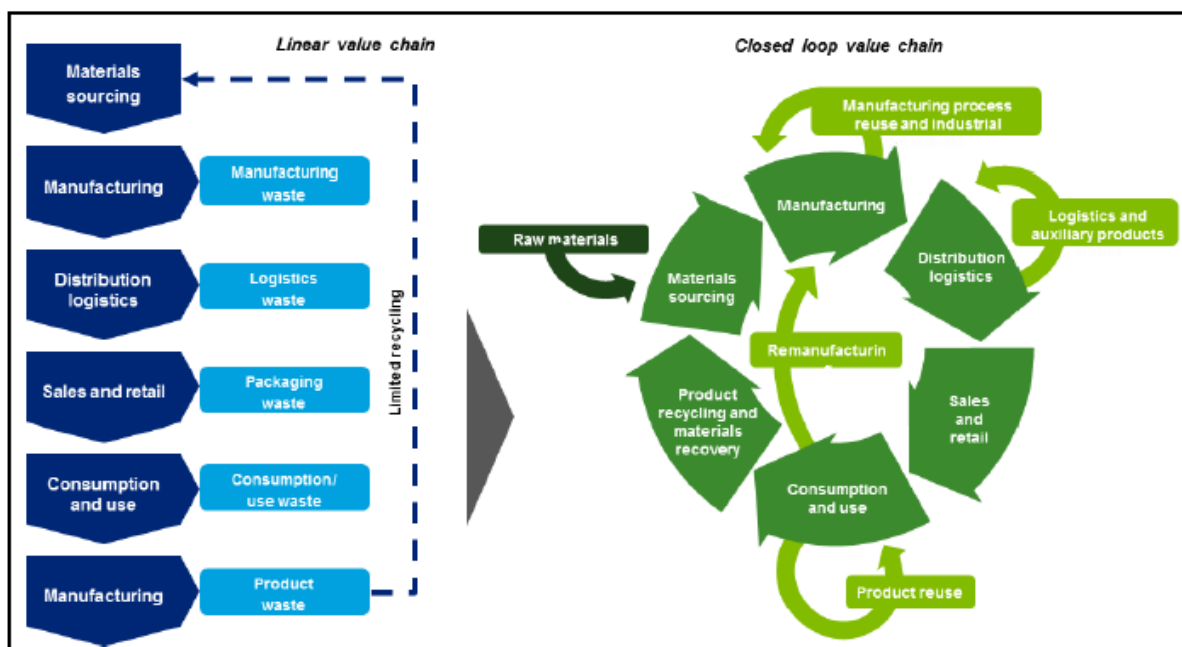 Linear value chain
Materials
sourcing
Manufacturing
Manufacturing
waste
Distribution
logistics
Logistics
waste
Sales and retail
Packaging
waste
Consumption
and use
Consumption/
use waste
Manufacturing
Product
waste
Limited recycling
Closed loop value chain
Manufacturing process
reuse and industrial
Manufacturing
Logistics and
auxiliary products
Raw materials
Distribution
logistics
Materials
sourcing
Remanufacturin
Product
recycling and
materials
recovery
Sales
and
retail
Consumption
and use
Product reuse